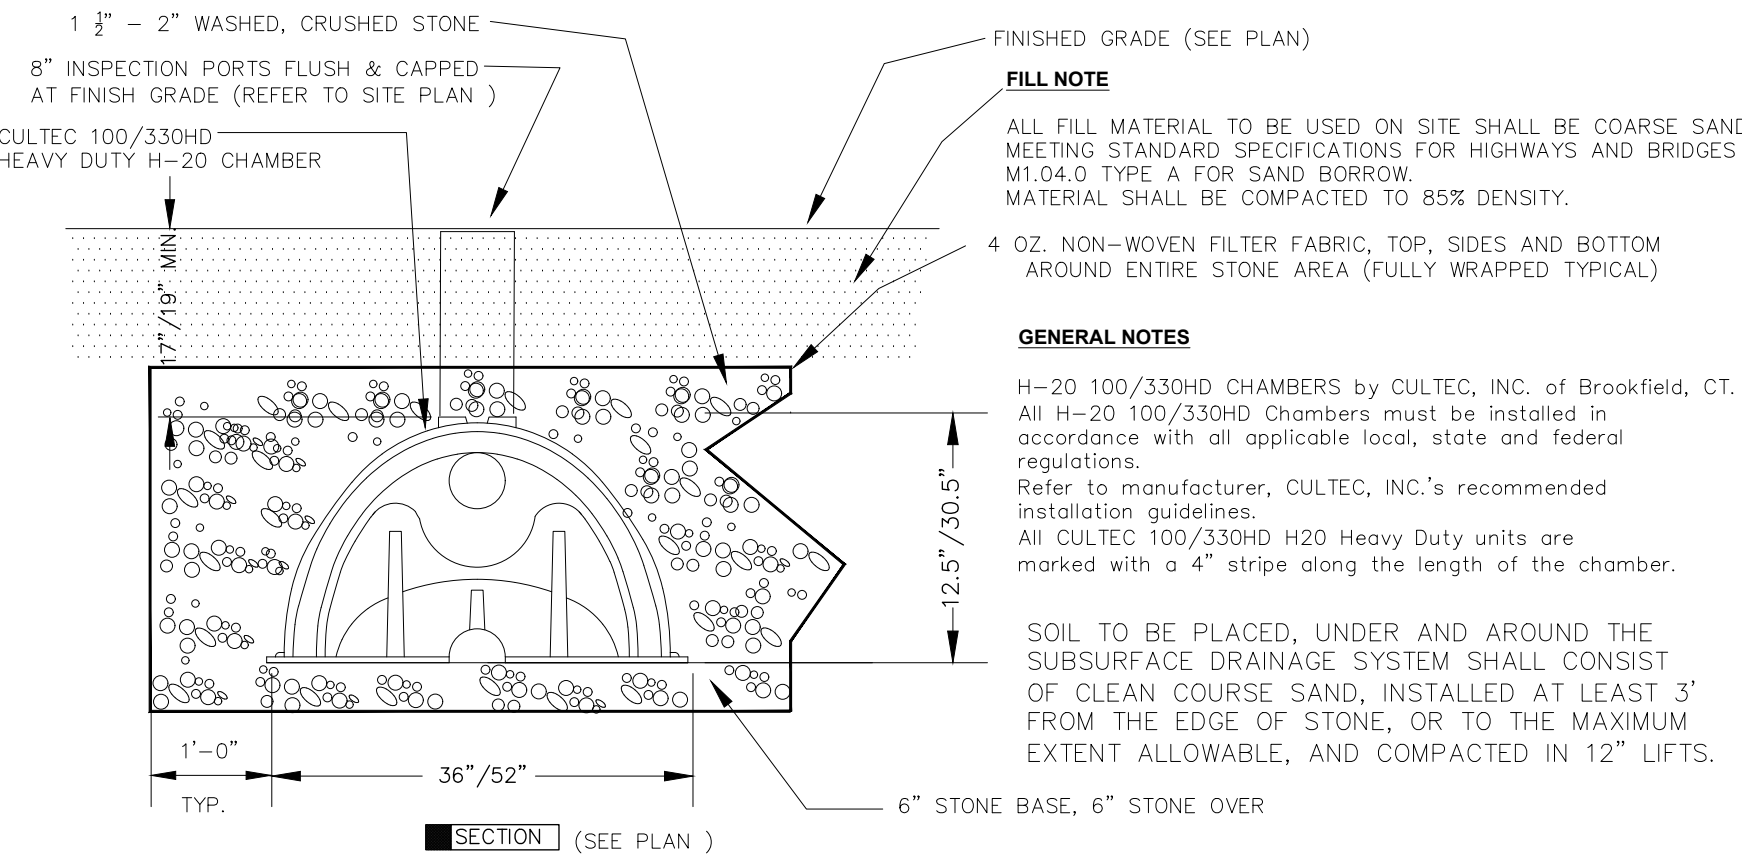 1 ½" - 2" WASHED, CRUSHED STONE
8" INSPECTION PORTS FLUSH & CAPPED
AT FINISH GRADE (REFER TO SITE PLAN )
CULTEC 100/330HD
HEAVY DUTY H-20 CHAMBER
17"/19" MIN.
FINISHED GRADE (SEE PLAN)
FILL NOTE
ALL FILL MATERIAL TO BE USED ON SITE SHALL BE COARSE SAND
MEETING STANDARD SPECIFICATIONS FOR HIGHWAYS AND BRIDGES
M1.04.0 TYPE A FOR SAND BORROW.
MATERIAL SHALL BE COMPACTED TO 85% DENSITY.
4 OZ. NON-WOVEN FILTER FABRIC, TOP, SIDES AND BOTTOM
AROUND ENTIRE STONE AREA (FULLY WRAPPED TYPICAL)
GENERAL NOTES
H-20 100/330HD CHAMBERS by CULTEC, INC. of Brookfield, CT.
All H-20 100/330HD Chambers must be installed in
accordance with all applicable local, state and federal
regulations.
Refer to manufacturer, CULTEC, INC.'s recommended
installation guidelines.
All CULTEC 100/330HD H20 Heavy Duty units are
marked with a 4" stripe along the length of the chamber.
12.5"/30.5"
SOIL TO BE PLACED, UNDER AND AROUND THE
SUBSURFACE DRAINAGE SYSTEM SHALL CONSIST
OF CLEAN COURSE SAND, INSTALLED AT LEAST 3'
FROM THE EDGE OF STONE, OR TO THE MAXIMUM
EXTENT ALLOWABLE, AND COMPACTED IN 12" LIFTS.
1'-0"
TYP.
36"/52"
6" STONE BASE, 6" STONE OVER
SECTION (SEE PLAN )